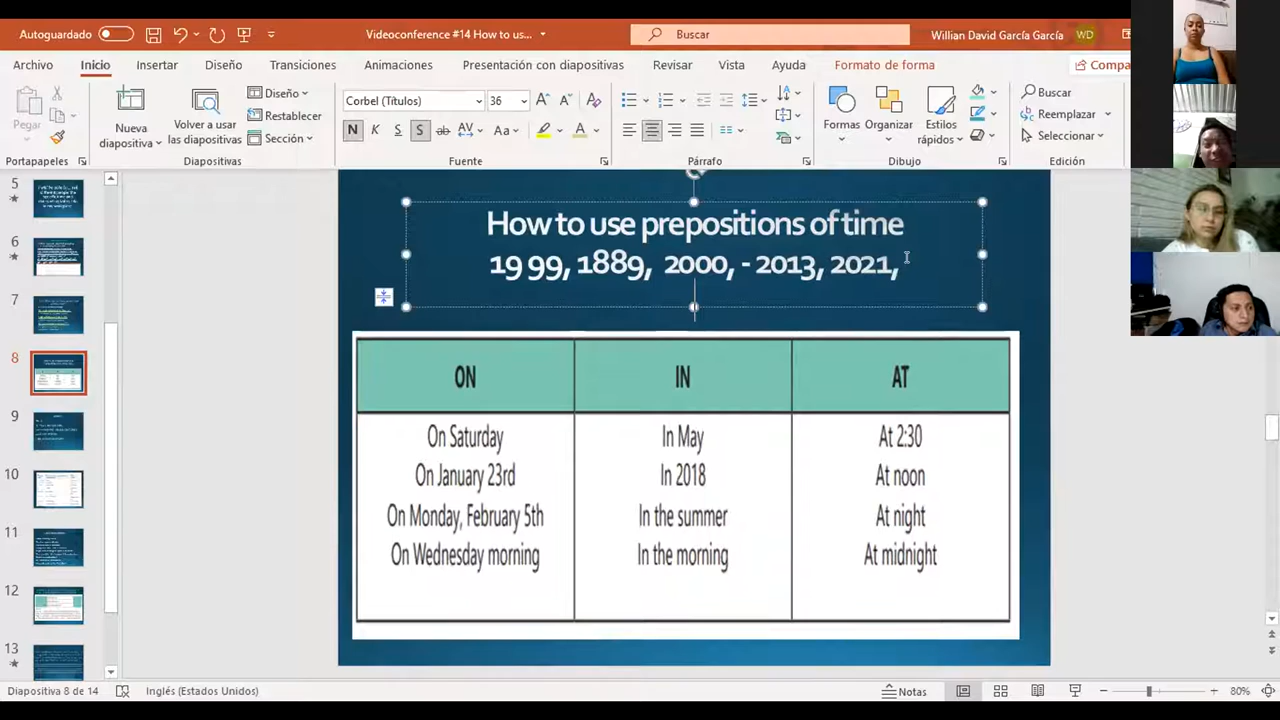 Autoguardado
Videoconference #14 How to us...
Buscar
Willian David García García
WD
Archivo
Inicio
Insertar
Diseño
Transiciones
Animaciones
Presentación con diapositivas
Revisar
Vista
Ayuda
Formato de forma
Compa
Pegar
Nueva
diapositiva
Volver a usar
las diapositivas
Diseño
Restablecer
Sección
Corbel (Títulos)
36
N K S S ab AV Aa
Formas
Organizar
Estilos
rápidos
Buscar
Reemplazar
Seleccionar
Portapapeles
Diapositivas
Fuente
Párrafo
Dibujo
Edición
5
6
7
8
9
10
11
12
13
How to use prepositions of time
19 99, 1889, 2000, - 2013, 2021,
ON IN AT
On Saturday In May At 2:30
On January 23rd In 2018 At noon
On Monday, February 5th In the summer At night
On Wednesday morning In the morning At midnight
Diapositiva 8 de 14
Inglés (Estados Unidos)
Notas
80%